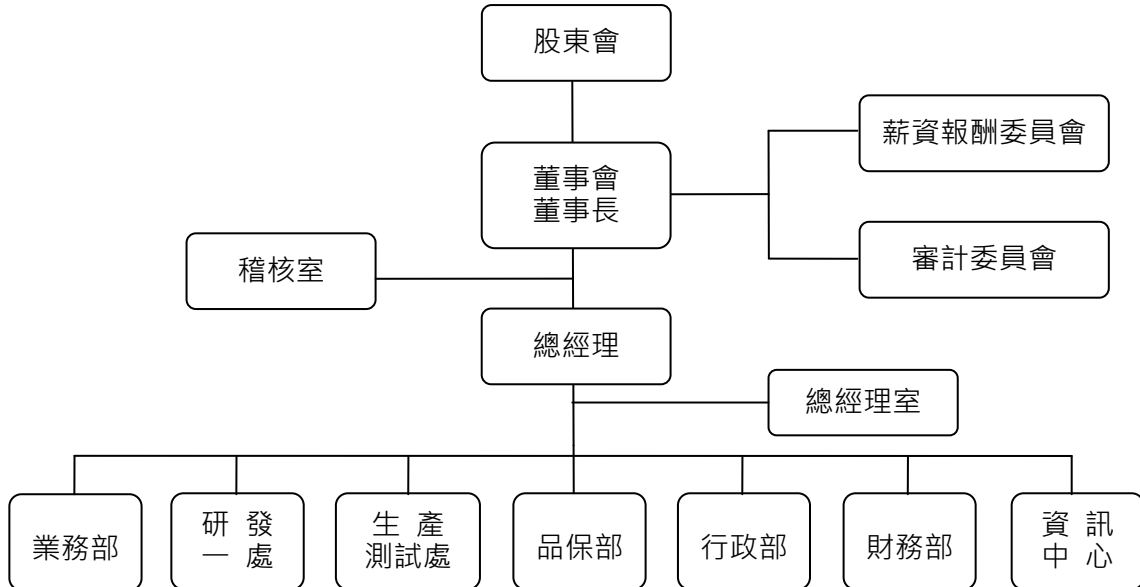 股東會
薪資報酬委員會
董事會
董事長
審計委員會
稽核室
總經理
總經理室
業務部
研 發
一 處
生 產
測試處
品保部
行政部
財務部
資 訊
中 心